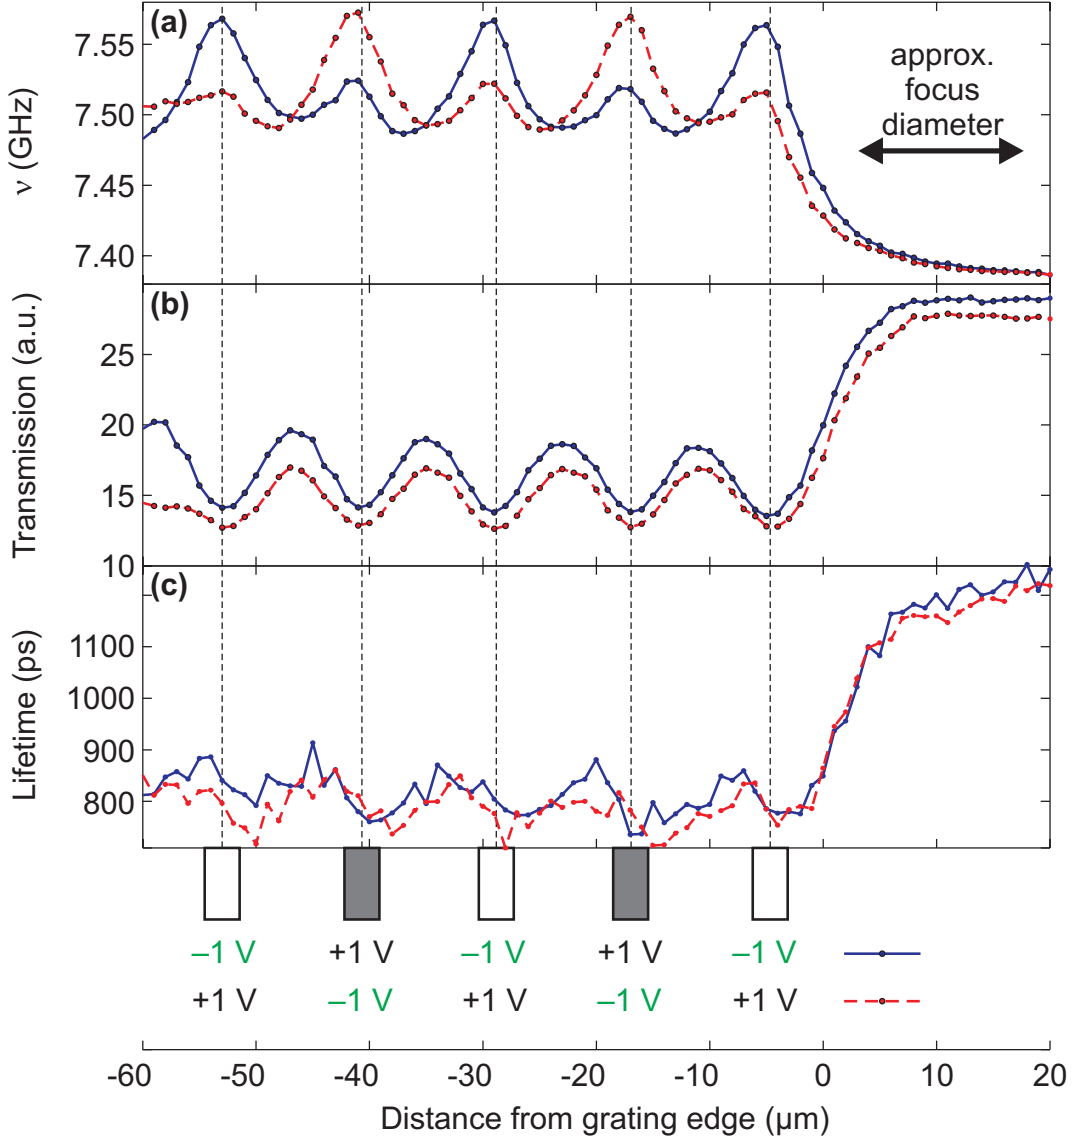 (a)
7.55
7.50
7.45
7.40
ν (GHz)
approx.
focus
diameter
(b)
25
20
15
10
Transmission (a.u.)
(c)
1100
1000
900
800
Lifetime (ps)
–1 V +1 V –1 V +1 V –1 V
+1 V –1 V +1 V –1 V +1 V
-60 -50 -40 -30 -20 -10 0 10 20
Distance from grating edge (μm)